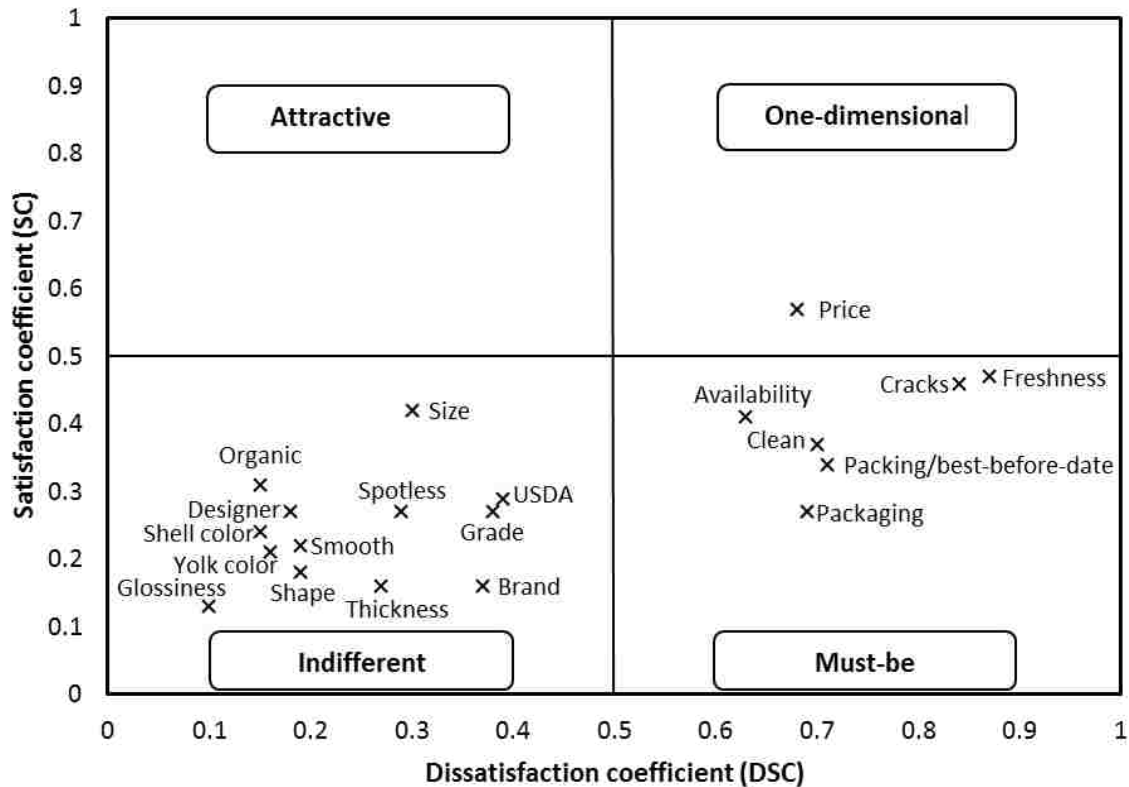 1
0.9
0.8
0.7
0.6
0.5
0.4
0.3
0.2
0.1
0
Satisfaction coefficient (SC)
Attractive
One-dimensional
Price
Cracks
Freshness
Availability
Size
Clean
Organic
Packing/best-before-date
Spotless
USDA
Designer
Packaging
Shell color
Grade
Smooth
Yolk color
Glossiness
Shape
Brand
Thickness
Indifferent
Must-be
0 0.1 0.2 0.3 0.4 0.5 0.6 0.7 0.8 0.9 1
Dissatisfaction coefficient (DSC)